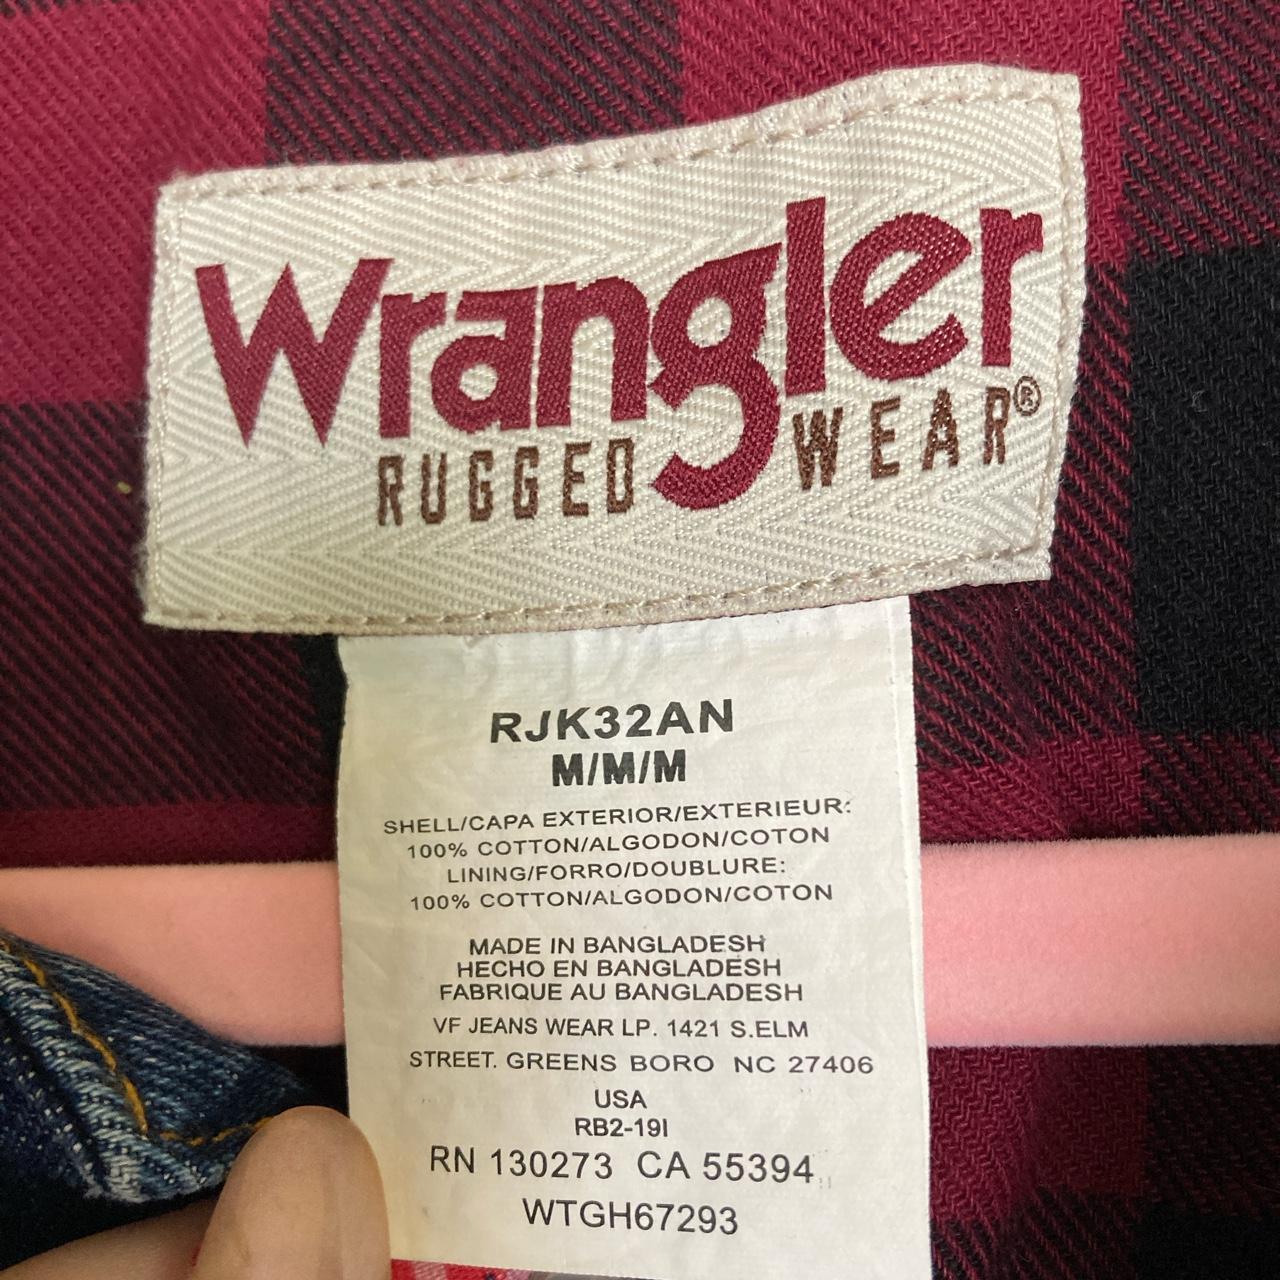 Wrangler
RUGGED WEAR®
RJK32AN
M/M/M
SHELL/CAPA EXTERIOR/EXTERIEUR:
100% COTTON/ALGODON/COTON
LINING/FORRO/DOUBLURE:
100% COTTON/ALGODON/COTON
MADE IN BANGLADESH
HECHO EN BANGLADESH
FABRIQUE AU BANGLADESH
VF JEANS WEAR LP. 1421 S.ELM
STREET. GREENS BORO NC 27406
USA
RB2-19I
RN 130273 CA 55394
WTGH67293